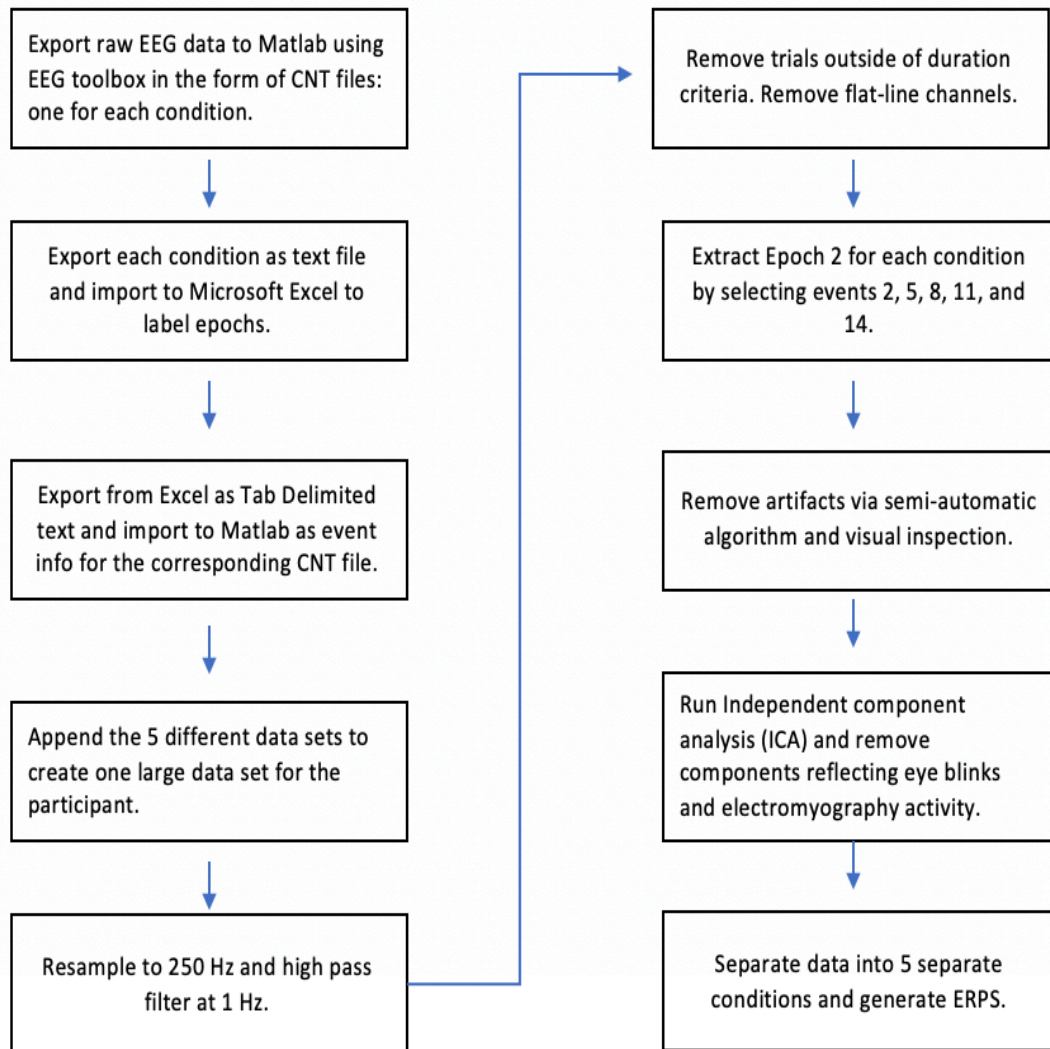 Export raw EEG data to Matlab using
EEG toolbox in the form of CNT files:
one for each condition.
Export each condition as text file
and import to Microsoft Excel to
label epochs.
Export from Excel as Tab Delimited
text and import to Matlab as event
info for the corresponding CNT file.
Append the 5 different data sets to
create one large data set for the
participant.
Resample to 250 Hz and high pass
filter at 1 Hz.
Remove trials outside of duration
criteria. Remove flat-line channels.
Extract Epoch 2 for each condition
by selecting events 2, 5, 8, 11, and
14.
Remove artifacts via semi-automatic
algorithm and visual inspection.
Run Independent component
analysis (ICA) and remove
components reflecting eye blinks
and electromyography activity.
Separate data into 5 separate
conditions and generate ERPS.